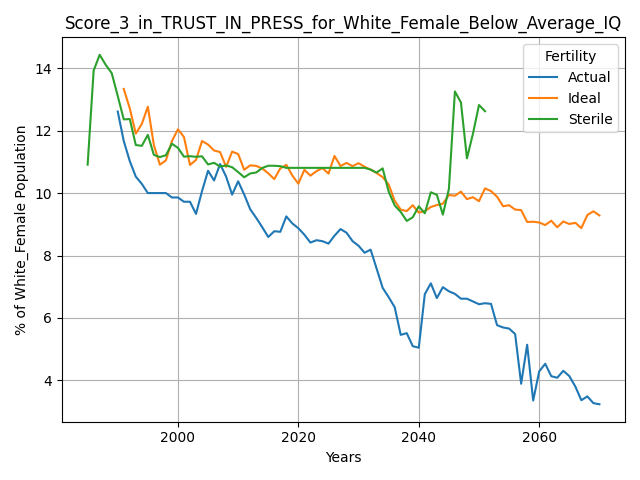 Score_3_in_TRUST_IN_PRESS_for_White_Female_Below_Average_IQ
Fertility
Actual
Ideal
Sterile
% of White_Female Population
14
12
10
8
6
4
2000 2020 2040 2060
Years